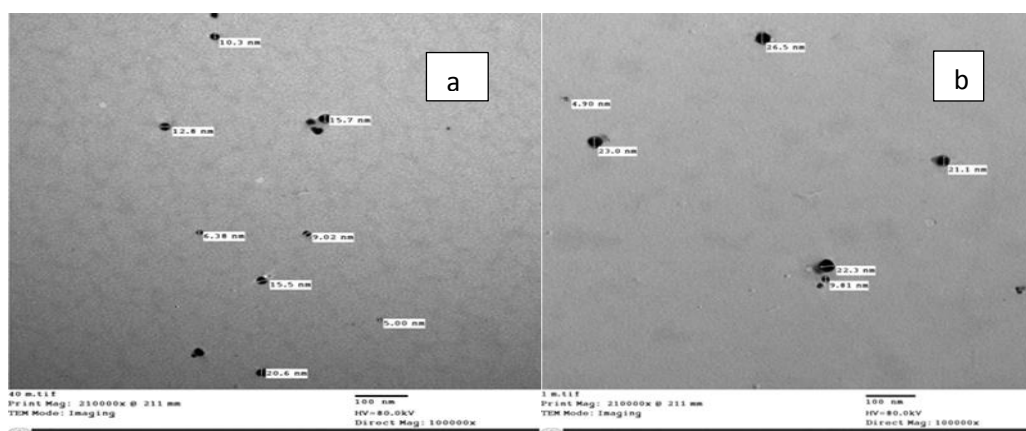 a
10.3 nm
15.7 nm
12.8 nm
6.38 nm
9.02 nm
15.5 nm
5.00 nm
20.6 nm
40 m.tif
Print Mag: 210000x @ 211 mm
TEM Mode: Imaging
100 nm
HV=80.0kV
Direct Mag: 100000x
b
26.5 nm
4.90 nm
23.0 nm
21.1 nm
22.3 nm
9.81 nm
1 m.tif
Print Mag: 210000x @ 211 mm
TEM Mode: Imaging
100 nm
HV=80.0kV
Direct Mag: 100000x